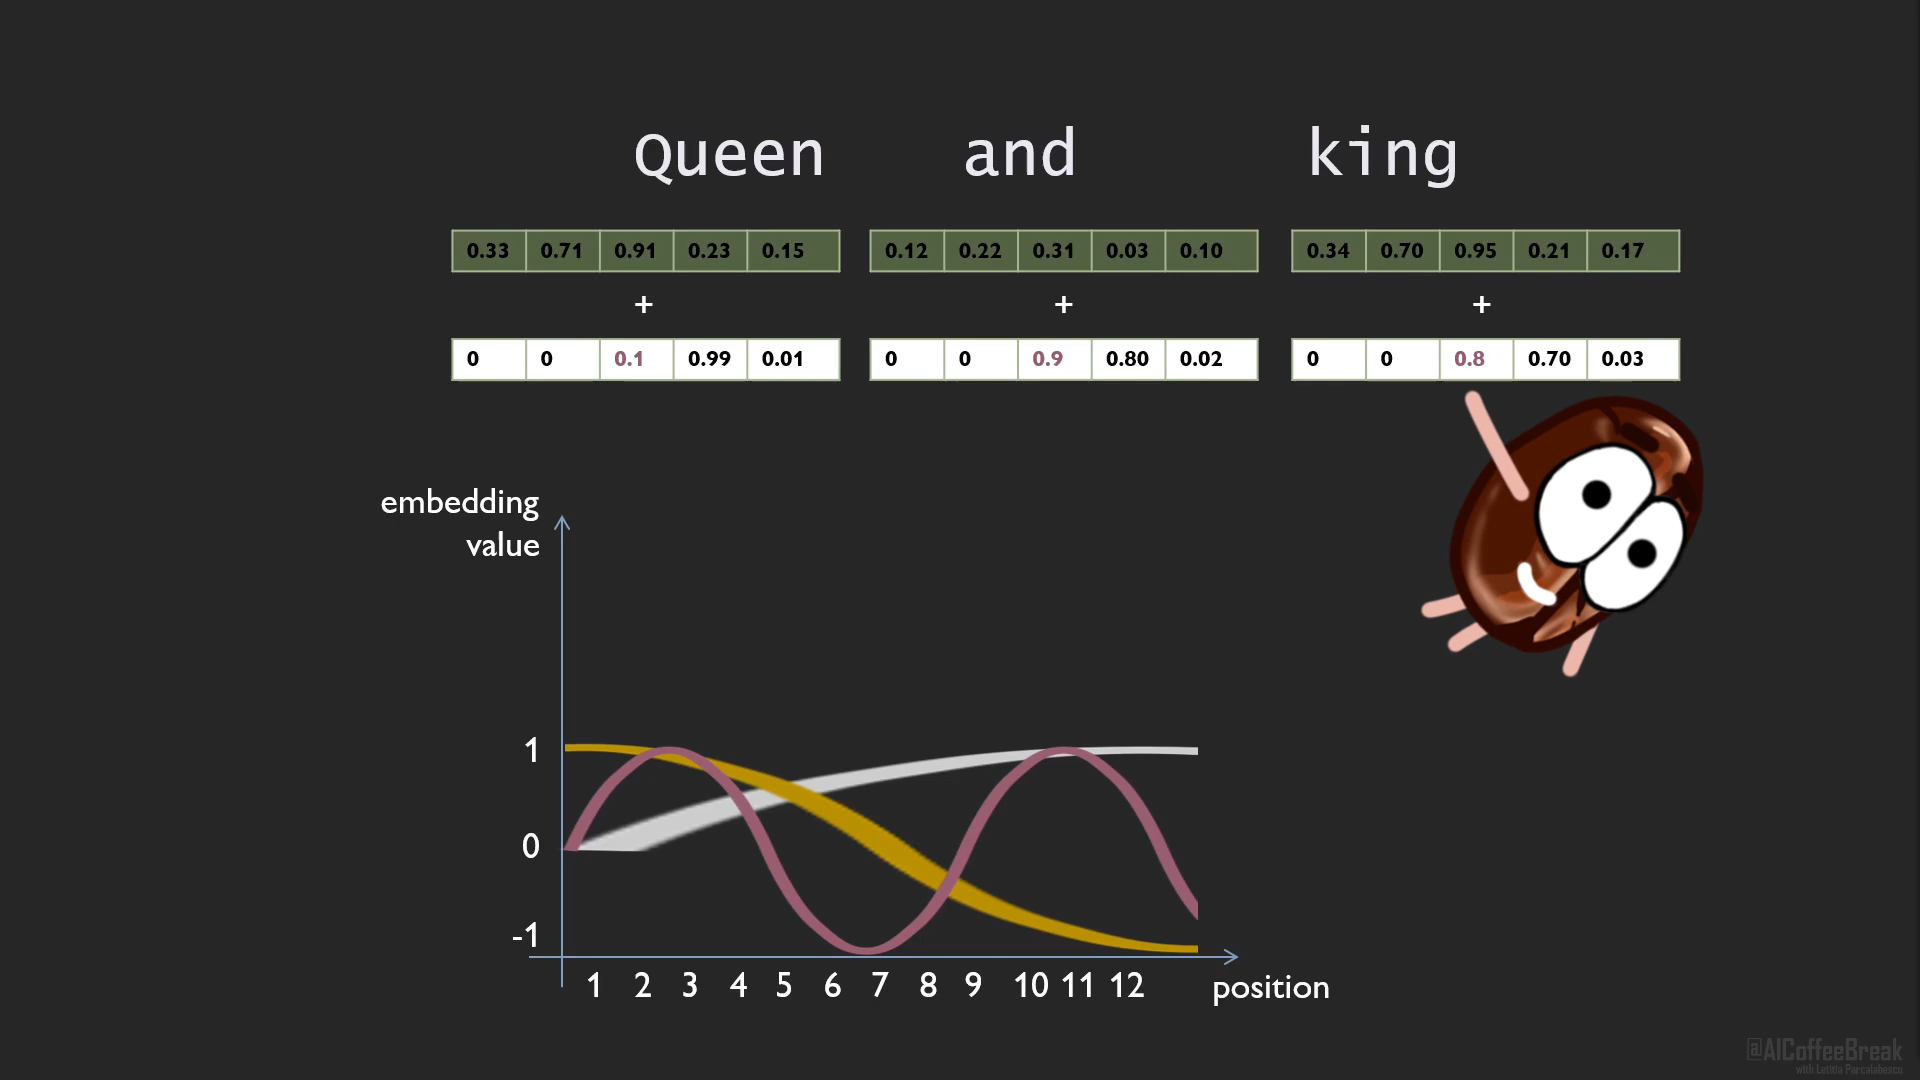 Queen and king
0.33 0.71 0.91 0.23 0.15 0.12 0.22 0.31 0.03 0.10 0.34 0.70 0.95 0.21 0.17
+ + +
0 0 0.1 0.99 0.01 0 0 0.9 0.80 0.02 0 0 0.8 0.70 0.03
embedding
value
1
0
-1
1 2 3 4 5 6 7 8 9 10 11 12 position
@AICoffeeBreak
with Letitia Parcalabescu